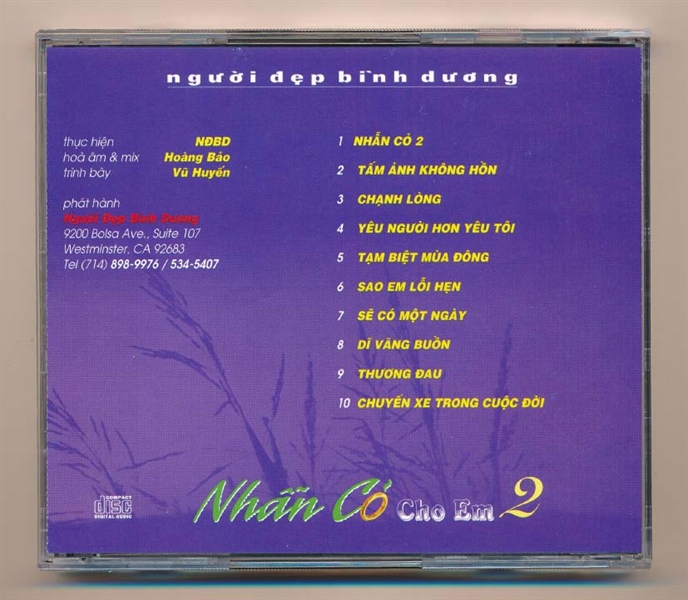 người đẹp bình dương
thực hiện NĐBD
hoà âm & mix Hoàng Bảo
trình bày Vũ Huyến
phát hành
Người Đẹp Bình Dương
9200 Bolsa Ave., Suite 107
Westminster, CA 92683
Tel (714) 898-9976 / 534-5407
1 NHẪN CỎ 2
2 TẤM ẢNH KHÔNG HỒN
3 CHẠNH LÒNG
4 YÊU NGƯỜI HƠN YÊU TÔI
5 TẠM BIỆT MÙA ĐÔNG
6 SAO EM LỖI HẸN
7 SẼ CÓ MỘT NGÀY
8 DĨ VÃNG BUỒN
9 THƯƠNG ĐAU
10 CHUYẾN XE TRONG CUỘC ĐỜI
COMPACT
disc
DIGITAL AUDIO
Nhẫn Cỏ Cho Em 2